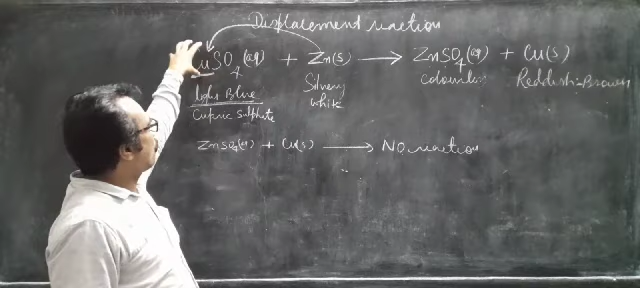 Displacement reaction
CuSO4(aq) + Zn(s) → ZnSO4(aq) + Cu(s)
light Blue Silvery white Colourless Reddish-Brown
Cupric Sulphate
ZnSO4(aq) + Cu(s) → No reaction